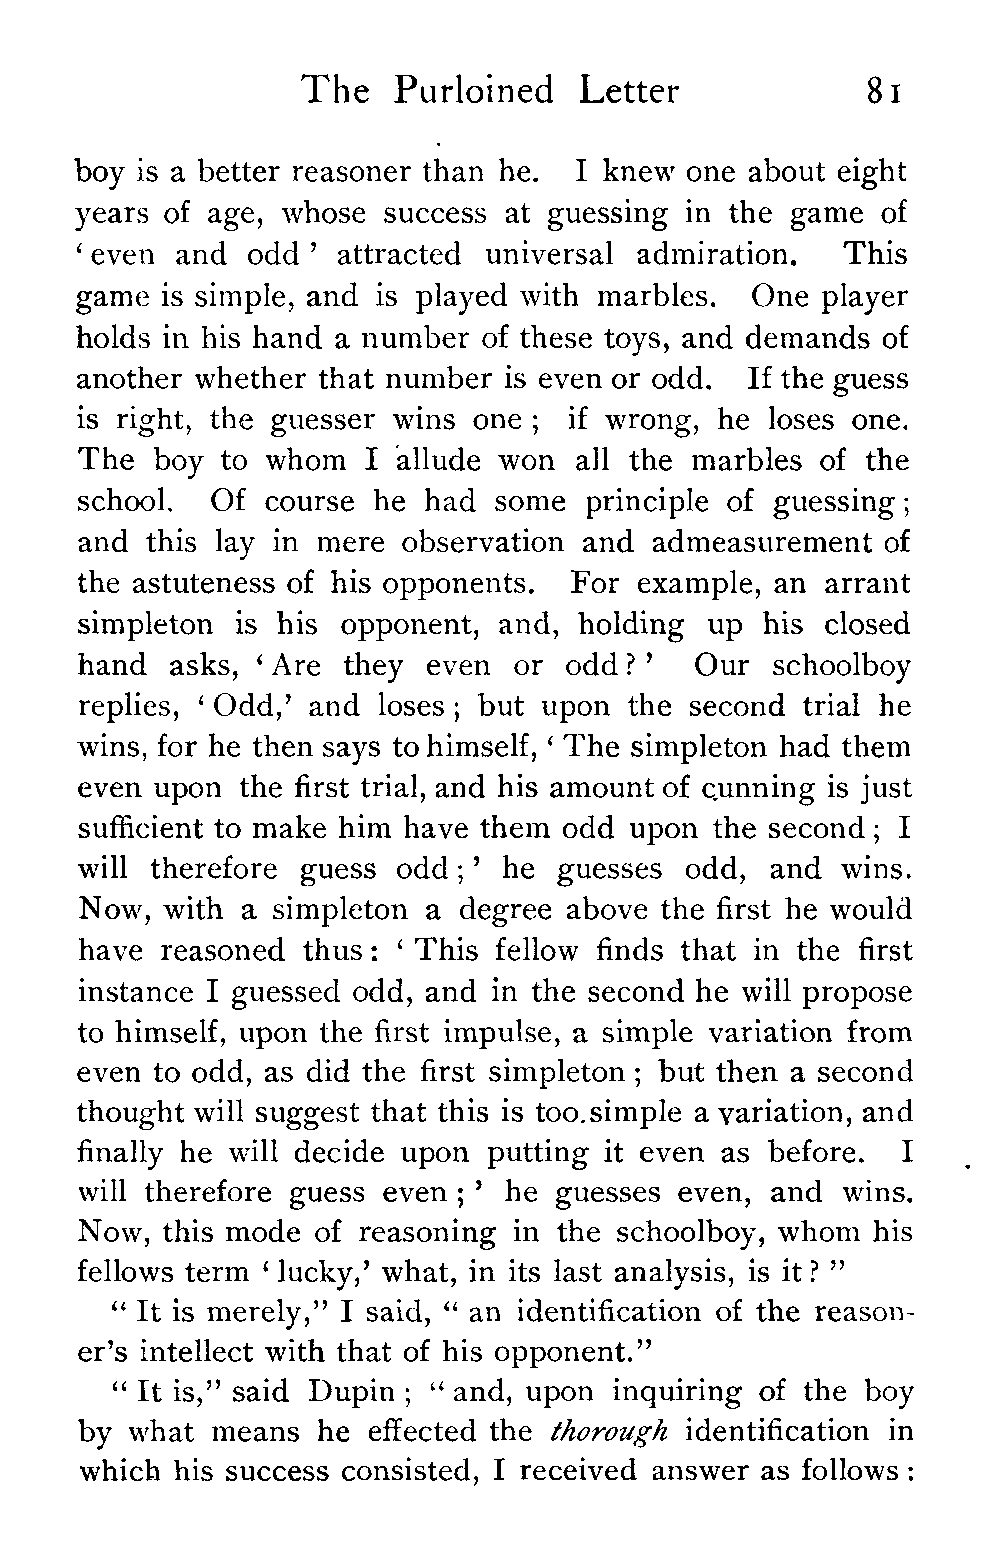 The Purloined Letter 81
boy is a better reasoner than he. I knew one about eight
years of age, whose success at guessing in the game of
‘ even and odd ’ attracted universal admiration. This
game is simple, and is played with marbles. One player
holds in his hand a number of these toys, and demands of
another whether that number is even or odd. If the guess
is right, the guesser wins one ; if wrong, he loses one.
The boy to whom I allude won all the marbles of the
school. Of course he had some principle of guessing ;
and this lay in mere observation and admeasurement of
the astuteness of his opponents. For example, an arrant
simpleton is his opponent, and, holding up his closed
hand asks, ‘ Are they even or odd ? ’ Our schoolboy
replies, ‘ Odd,’ and loses ; but upon the second trial he
wins, for he then says to himself, ‘ The simpleton had them
even upon the first trial, and his amount of cunning is just
sufficient to make him have them odd upon the second ; I
will therefore guess odd ; ’ he guesses odd, and wins.
Now, with a simpleton a degree above the first he would
have reasoned thus : ‘ This fellow finds that in the first
instance I guessed odd, and in the second he will propose
to himself, upon the first impulse, a simple variation from
even to odd, as did the first simpleton ; but then a second
thought will suggest that this is too simple a variation, and
finally he will decide upon putting it even as before. I
will therefore guess even ; ’ he guesses even, and wins.
Now, this mode of reasoning in the schoolboy, whom his
fellows term ‘ lucky,’ what, in its last analysis, is it ? ”
“ It is merely,” I said, “ an identification of the reason-
er’s intellect with that of his opponent.”
“ It is,” said Dupin ; “ and, upon inquiring of the boy
by what means he effected the thorough identification in
which his success consisted, I received answer as follows :